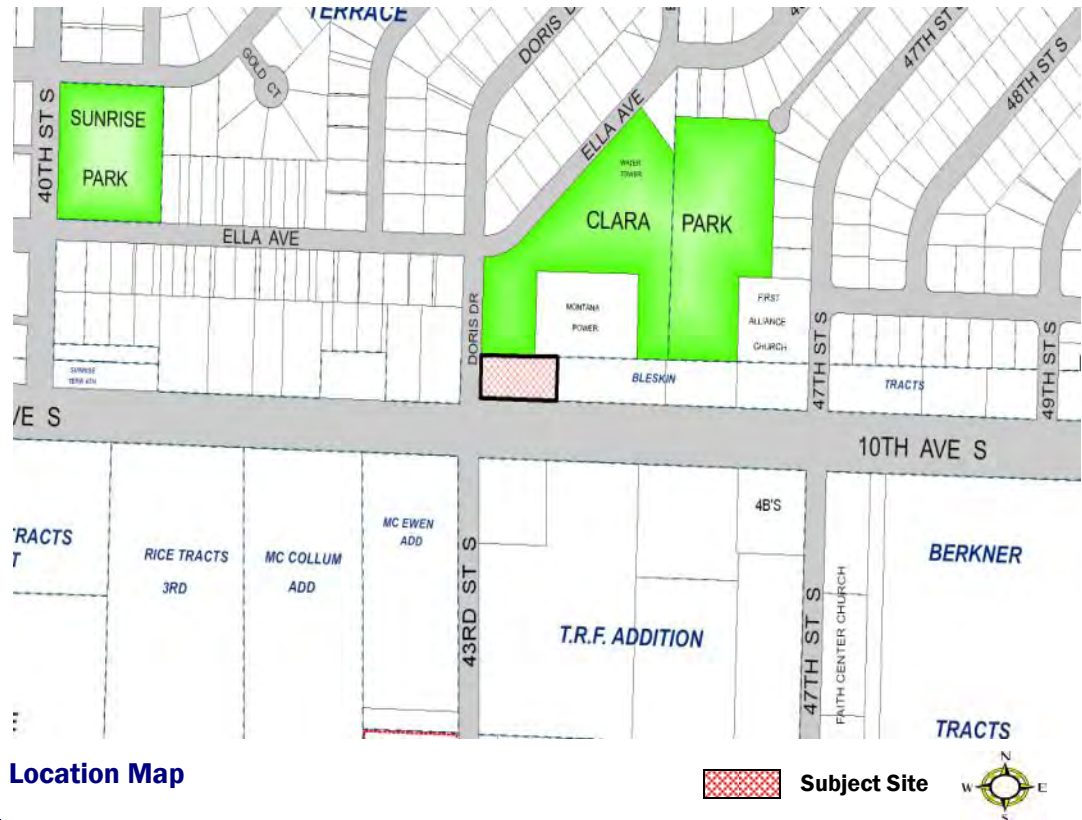 TERRACE
DORIS D
47TH ST S
48TH ST S
GOLD CT
40TH ST S
SUNRISE
PARK
ELLA AVE
WATER
TOWER
CLARA PARK
ELLA AVE
DORIS DR
MONTANA
POWER
FIRST
ALLIANCE
CHURCH
47TH ST S
49TH ST S
SUNRISE
TERR 4TH
BLESKIN
TRACTS
VE S
10TH AVE S
MC EWEN
ADD
4B'S
TRACTS
T
RICE TRACTS
3RD
MC COLLUM
ADD
BERKNER
43RD ST S
T.R.F. ADDITION
47TH ST S
FAITH CENTER CHURCH
TRACTS
Location Map
Subject Site
N
W E
S